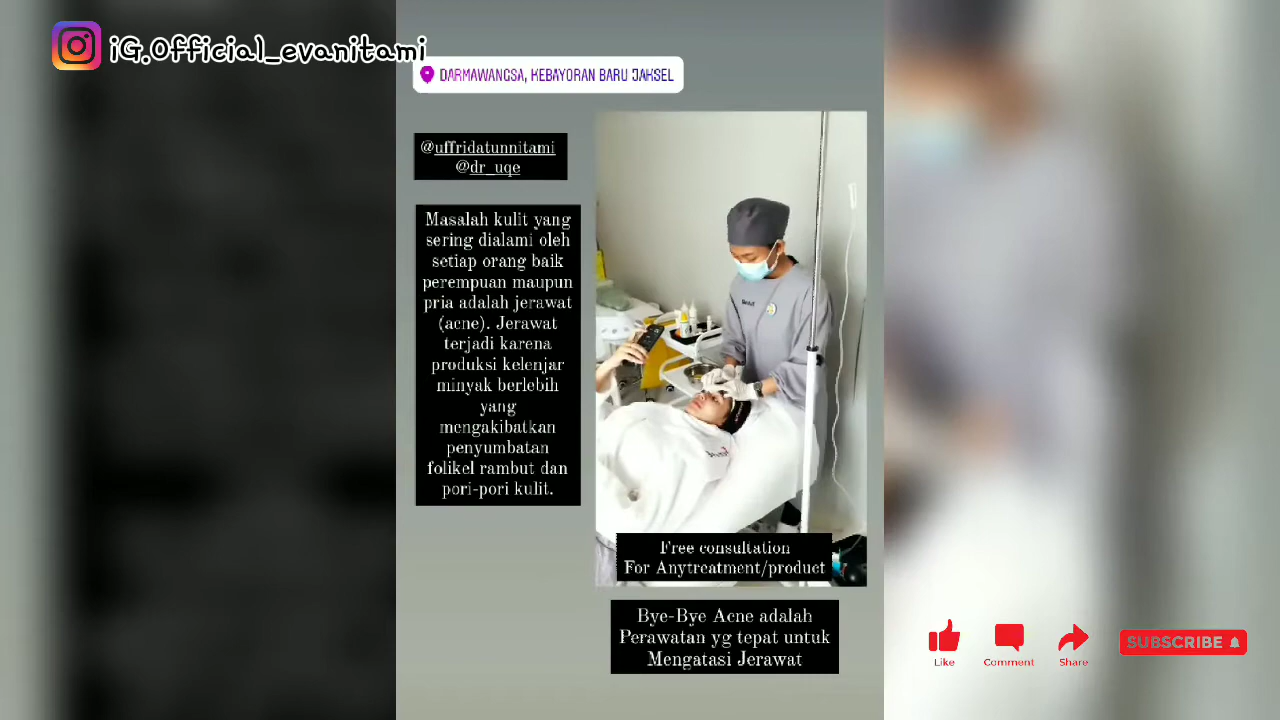 iG.Official_evanitami
DARMAWANGSA, KEBAYORAN BARU JAKSEL
@uffridatunnitami
@dr_uqe
Masalah kulit yang
sering dialami oleh
setiap orang baik
perempuan maupun
pria adalah jerawat
(acne). Jerawat
terjadi karena
produksi kelenjar
minyak berlebih
yang
mengakibatkan
penyumbatan
folikel rambut dan
pori-pori kulit.
Free consultation
For Anytreatment/product
Bye-Bye Acne adalah
Perawatan yg tepat untuk
Mengatasi Jerawat
Like
Comment
Share
SUBSCRIBE